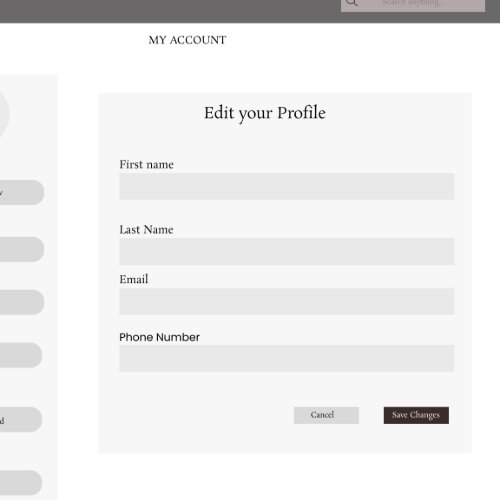 Search anything..
MY ACCOUNT
Edit your Profile
First name
Last Name
Email
Phone Number
Cancel
Save Changes